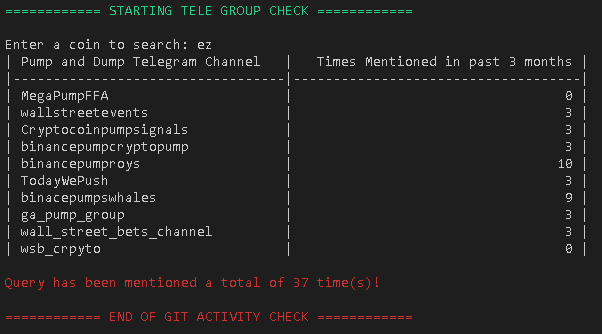 ============ STARTING TELE GROUP CHECK ============
Enter a coin to search: ez
| Pump and Dump Telegram Channel | Times Mentioned in past 3 months |
|----------------------------------|------------------------------------|
| MegaPumpFFA | 0 |
| wallstreetevents | 3 |
| Cryptocoinpumpsignals | 3 |
| binancepumpcryptopump | 3 |
| binancepumproys | 10 |
| TodayWePush | 3 |
| binacepumpswhales | 9 |
| ga_pump_group | 3 |
| wall_street_bets_channel | 3 |
| wsb_crpyto | 0 |
Query has been mentioned a total of 37 time(s)!
============ END OF GIT ACTIVITY CHECK ============